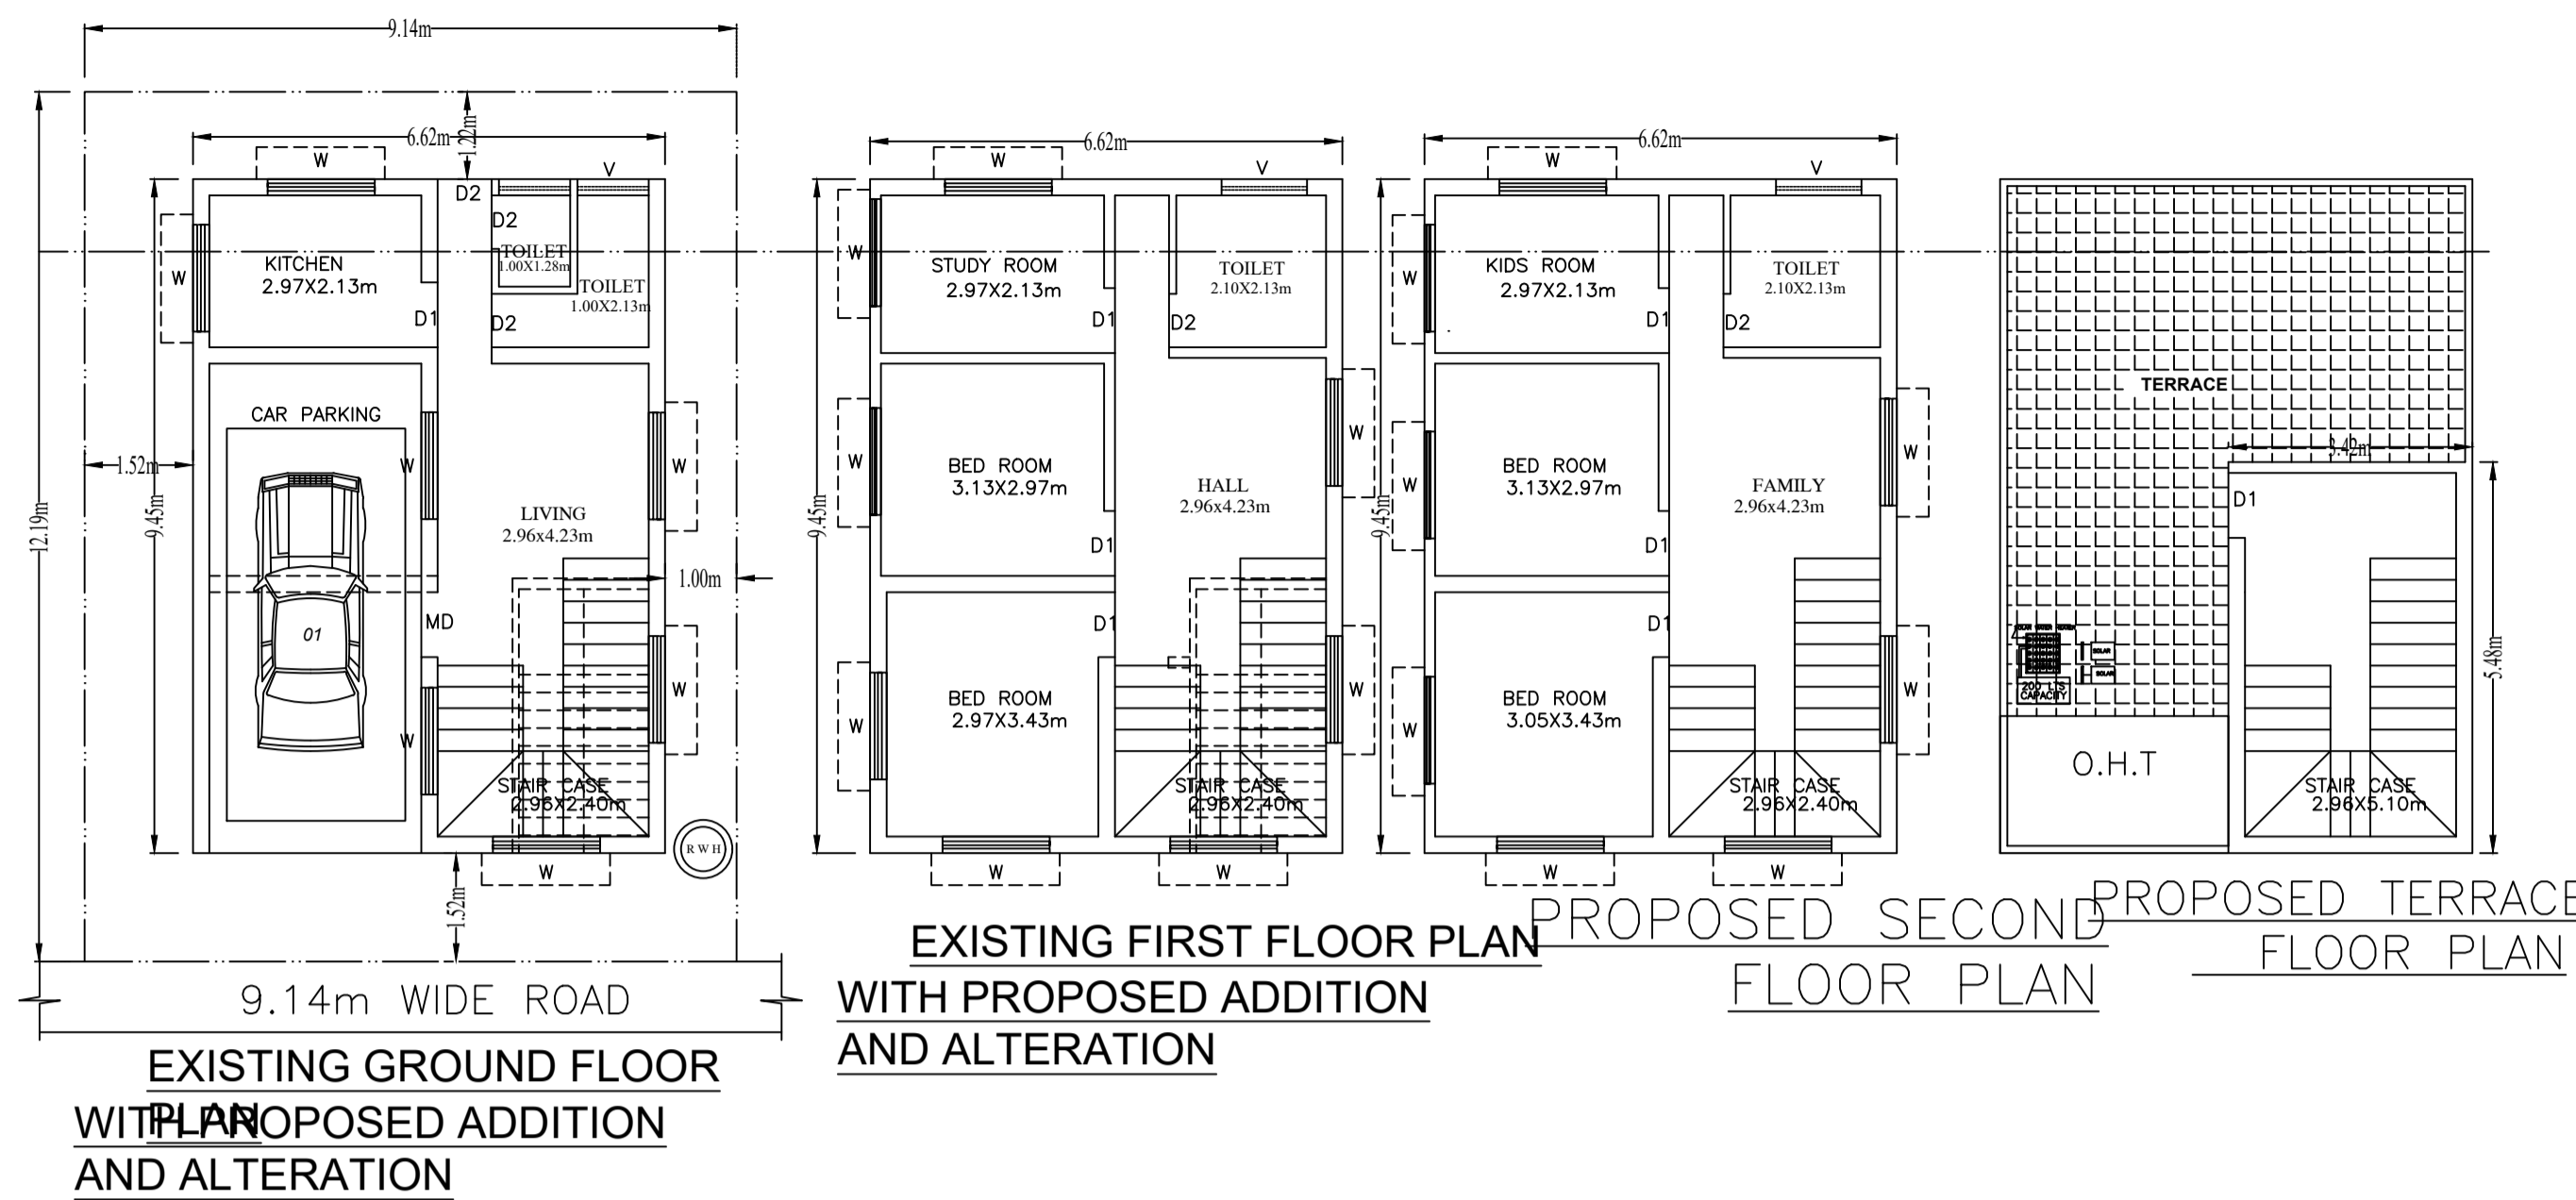 9.14m
6.62m
1.22m
W
V
D2
D2
TOILET
1.00X1.28m
KITCHEN
2.97X2.13m
W
TOILET
1.00X2.13m
D1
D2
CAR PARKING
W
W
1.52m
12.19m
9.45m
LIVING
2.96x4.23m
1.00m
01
MD
W
W
STAIR CASE
2.96X2.40m
R W H
W
1.52m
9.14m WIDE ROAD
EXISTING GROUND FLOOR
PLAN
WITH PROPOSED ADDITION
AND ALTERATION
6.62m
W
V
W
STUDY ROOM
2.97X2.13m
TOILET
2.10X2.13m
D1
D2
W
W
BED ROOM
3.13X2.97m
HALL
2.96x4.23m
9.45m
D1
D1
W
BED ROOM
2.97X3.43m
W
STAIR CASE
2.96X2.40m
W
W
EXISTING FIRST FLOOR PLAN
WITH PROPOSED ADDITION
AND ALTERATION
6.62m
W
V
W
KIDS ROOM
2.97X2.13m
TOILET
2.10X2.13m
D1
D2
W
W
BED ROOM
3.13X2.97m
FAMILY
2.96x4.23m
9.45m
D1
D1
W
BED ROOM
3.05X3.43m
W
STAIR CASE
2.96X2.40m
W
W
PROPOSED SECOND
FLOOR PLAN
TERRACE
3.42m
D1
SOLAR WATER HEATER
SOLAR
SOLAR
200 LTS
CAPACITY
5.48m
O.H.T
STAIR CASE
2.96X5.10m
PROPOSED TERRACE
FLOOR PLAN